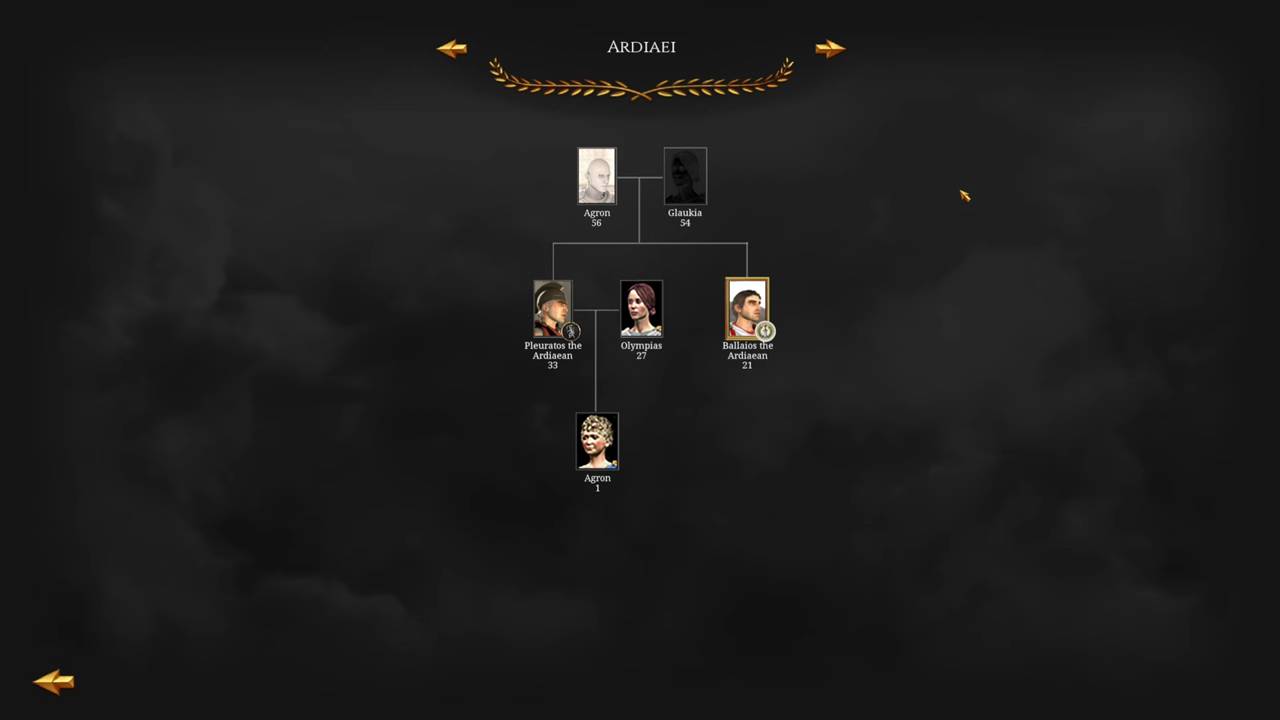 Ardiaei
Agron
56
Glaukia
54
Pleuratos the
Ardiaean
33
Olympias
27
Ballaios the
Ardiaean
21
Agron
1